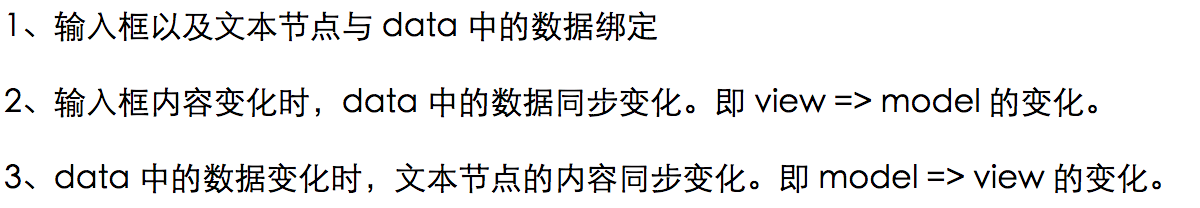 1、输入框以及文本节点与 data 中的数据绑定
2、输入框内容变化时，data 中的数据同步变化。即 view => model 的变化。
3、data 中的数据变化时，文本节点的内容同步变化。即 model => view 的变化。